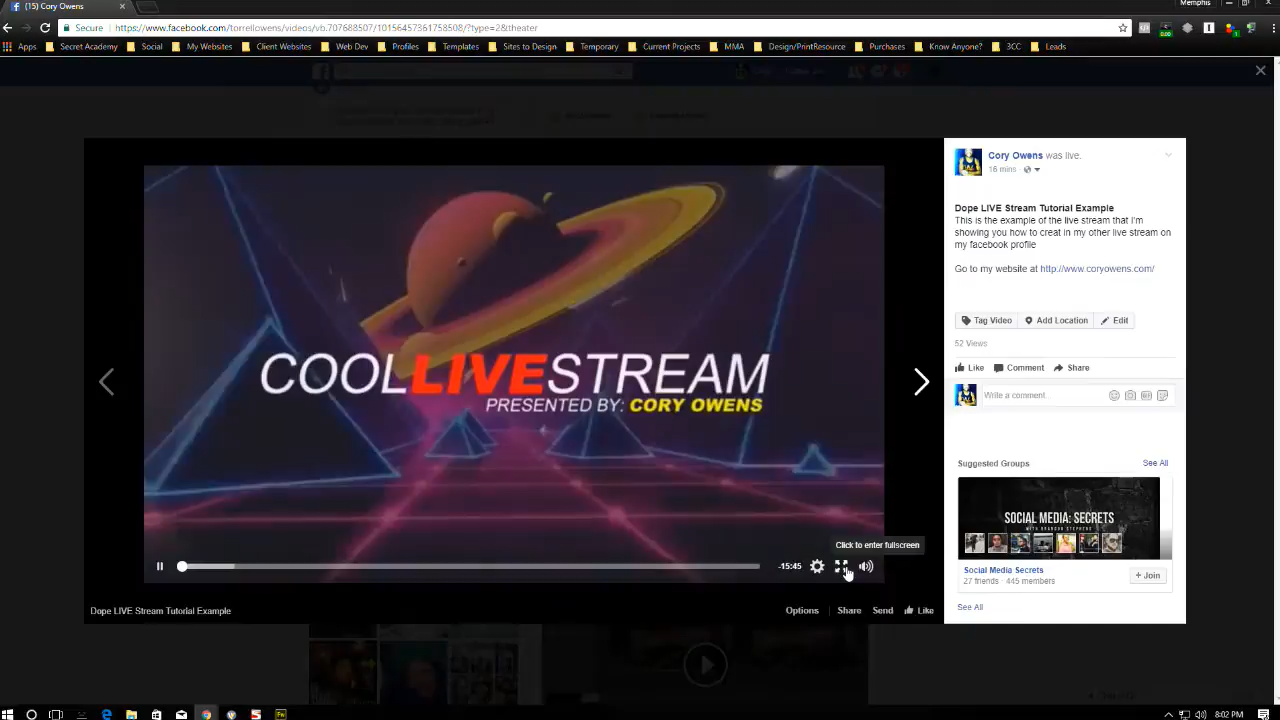 (15) Cory Owens
Memphis
Secure
https://www.facebook.com/torrellowens/videos/vb.707688507/10156457361758508/?type=2&theater
Apps Secret Academy Social My Websites Client Websites Web Dev Profiles Templates Sites to Design Temporary Current Projects MMA Design/PrintResource Purchases Know Anyone? 3CC Leads
Cory Owens was live.
16 mins
Dope LIVE Stream Tutorial Example
This is the example of the live stream that I'm
showing you how to creat in my other live stream on
my facebook profile
Go to my website at http://www.coryowens.com/
Tag Video Add Location Edit
52 Views
Like Comment Share
Write a comment...
COOLLIVESTREAM
PRESENTED BY: CORY OWENS
Suggested Groups See All
SOCIAL MEDIA: SECRETS
WITH BRANDON STEPHENS
Click to enter fullscreen
-15:45
Social Media Secrets
27 friends · 445 members
+ Join
See All
Dope LIVE Stream Tutorial Example
Options Share Send Like
8:02 PM